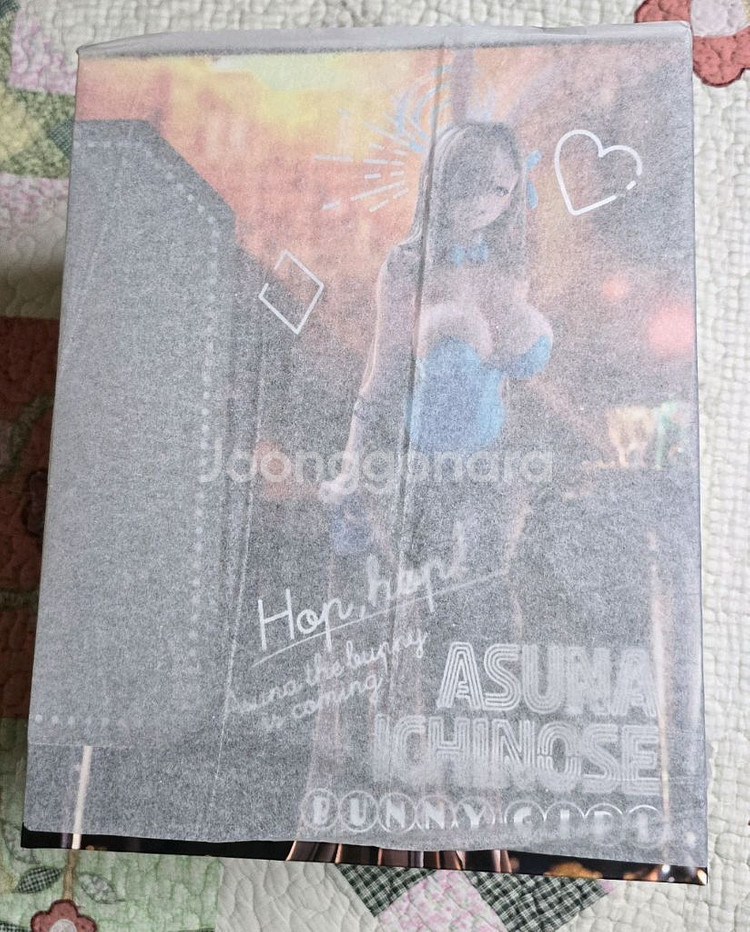 Joonggonara
Hop, hop!
Asuna the bunny
is coming
ASUNA
ICHINOSE
BUNNY GIRL